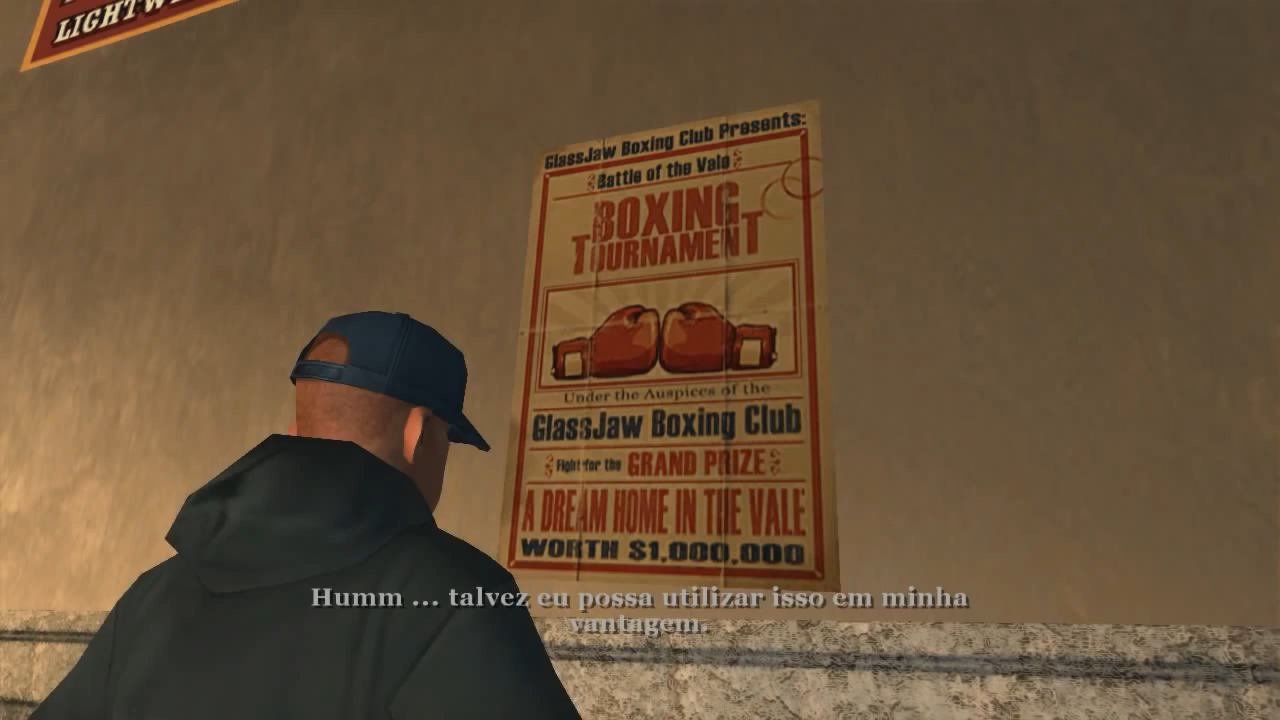 LIGHTW
GlassJaw Boxing Club Presents:
Battle of the Vale
BOXING
TOURNAMENT
Under the Auspices of the
GlassJaw Boxing Club
Fight for the GRAND PRIZE
A DREAM HOME IN THE VALE
WORTH $1,000,000
Humm ... talvez eu possa utilizar isso em minha
vantagem.